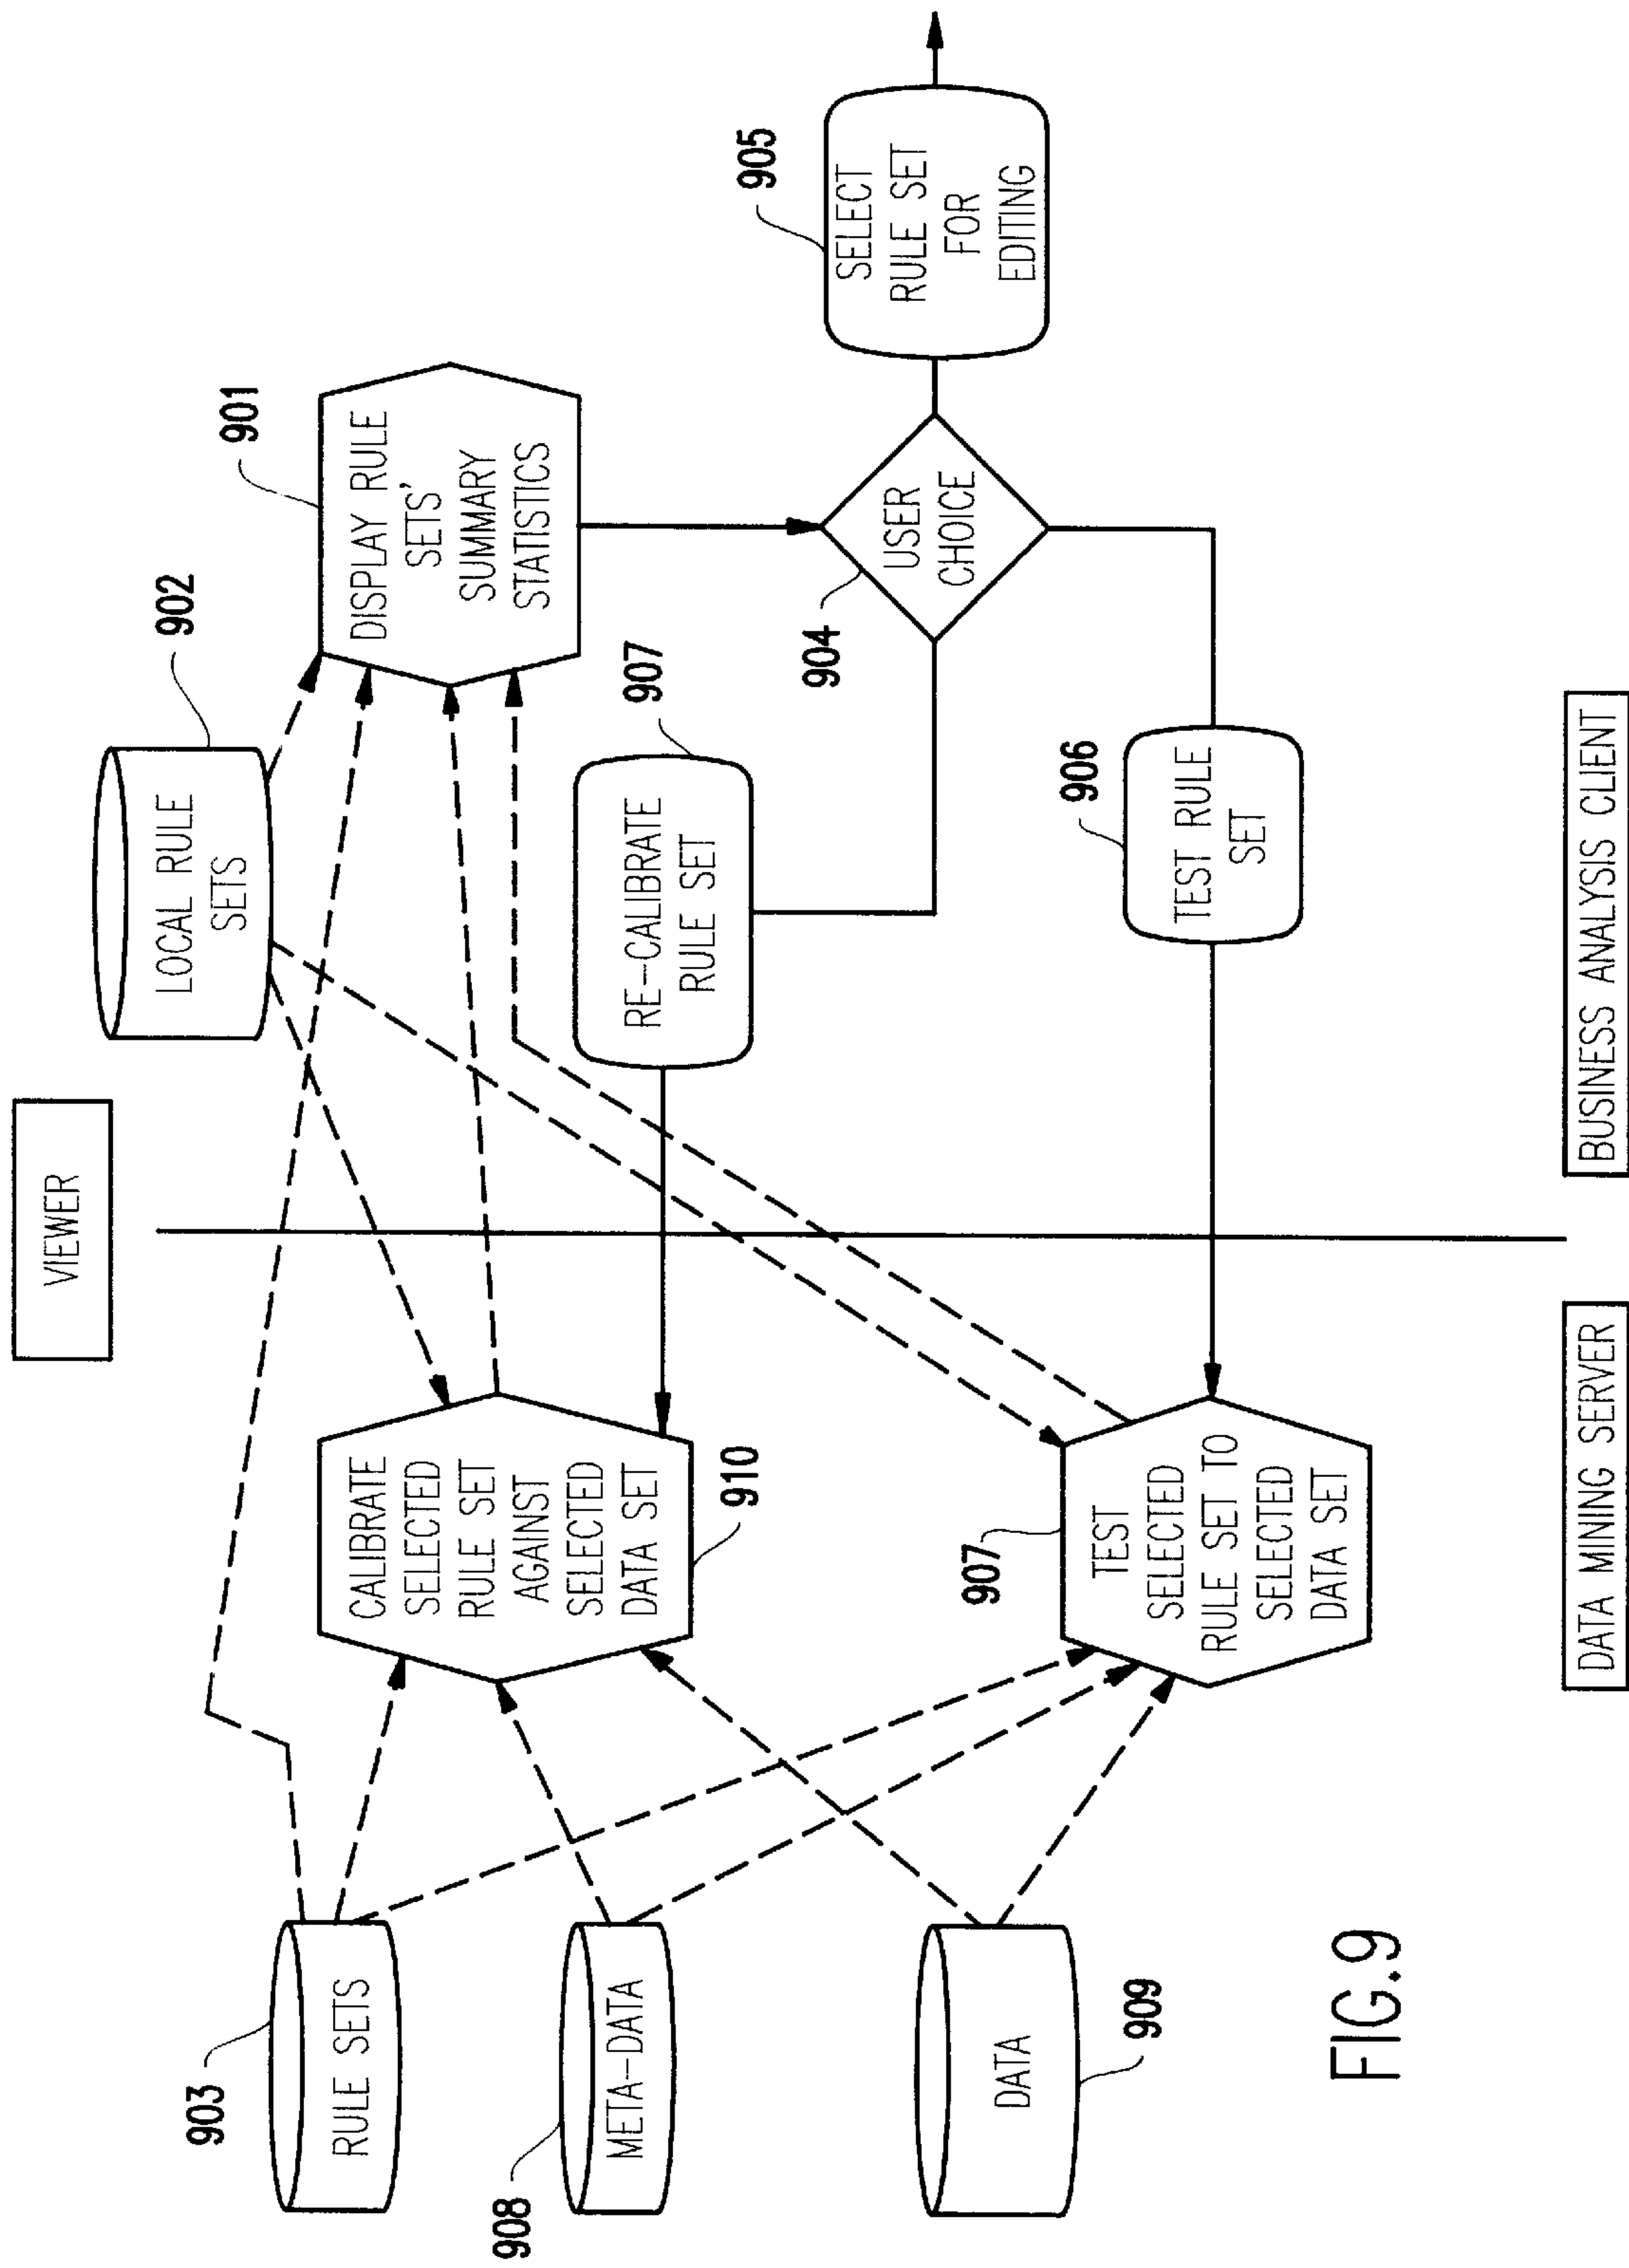 VIEWER
902
LOCAL RULE
SETS
901
DISPLAY RULE
SETS'
SUMMARY
STATISTICS
903
RULE SETS
CALIBRATE
SELECTED
RULE SET
AGAINST
SELECTED
DATA SET
910
907
RE-CALIBRATE
RULE SET
908
META-DATA
904
USER
CHOICE
905
SELECT
RULE SET
FOR
EDITING
DATA
909
907
TEST
SELECTED
RULE SET TO
SELECTED
DATA SET
906
TEST RULE
SET
FIG.9
DATA MINING SERVER
BUSINESS ANALYSIS CLIENT